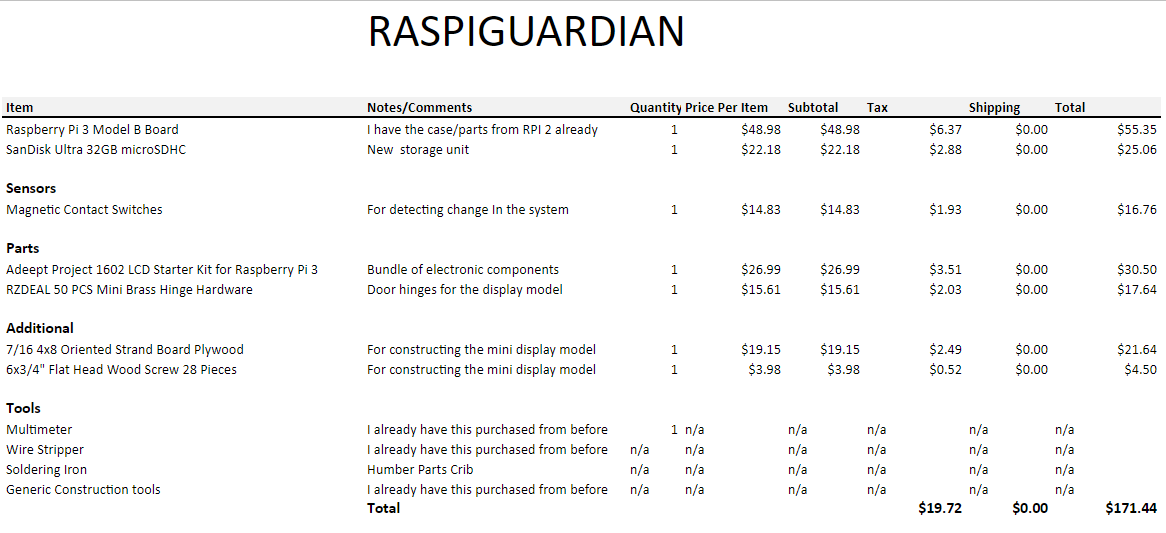 RASPIGUARDIAN
Item Notes/Comments Quantity Price Per Item Subtotal Tax Shipping Total
Raspberry Pi 3 Model B Board I have the case/parts from RPI 2 already 1 $48.98 $48.98 $6.37 $0.00 $55.35
SanDisk Ultra 32GB microSDHC New storage unit 1 $22.18 $22.18 $2.88 $0.00 $25.06
Sensors
Magnetic Contact Switches For detecting change In the system 1 $14.83 $14.83 $1.93 $0.00 $16.76
Parts
Adeept Project 1602 LCD Starter Kit for Raspberry Pi 3 Bundle of electronic components 1 $26.99 $26.99 $3.51 $0.00 $30.50
RZDEAL 50 PCS Mini Brass Hinge Hardware Door hinges for the display model 1 $15.61 $15.61 $2.03 $0.00 $17.64
Additional
7/16 4x8 Oriented Strand Board Plywood For constructing the mini display model 1 $19.15 $19.15 $2.49 $0.00 $21.64
6x3/4" Flat Head Wood Screw 28 Pieces For constructing the mini display model 1 $3.98 $3.98 $0.52 $0.00 $4.50
Tools
Multimeter I already have this purchased from before 1 n/a n/a n/a n/a n/a
Wire Stripper I already have this purchased from before n/a n/a n/a n/a n/a n/a
Soldering Iron Humber Parts Crib n/a n/a n/a n/a n/a n/a
Generic Construction tools I already have this purchased from before n/a n/a n/a n/a n/a n/a
Total $19.72 $0.00 $171.44